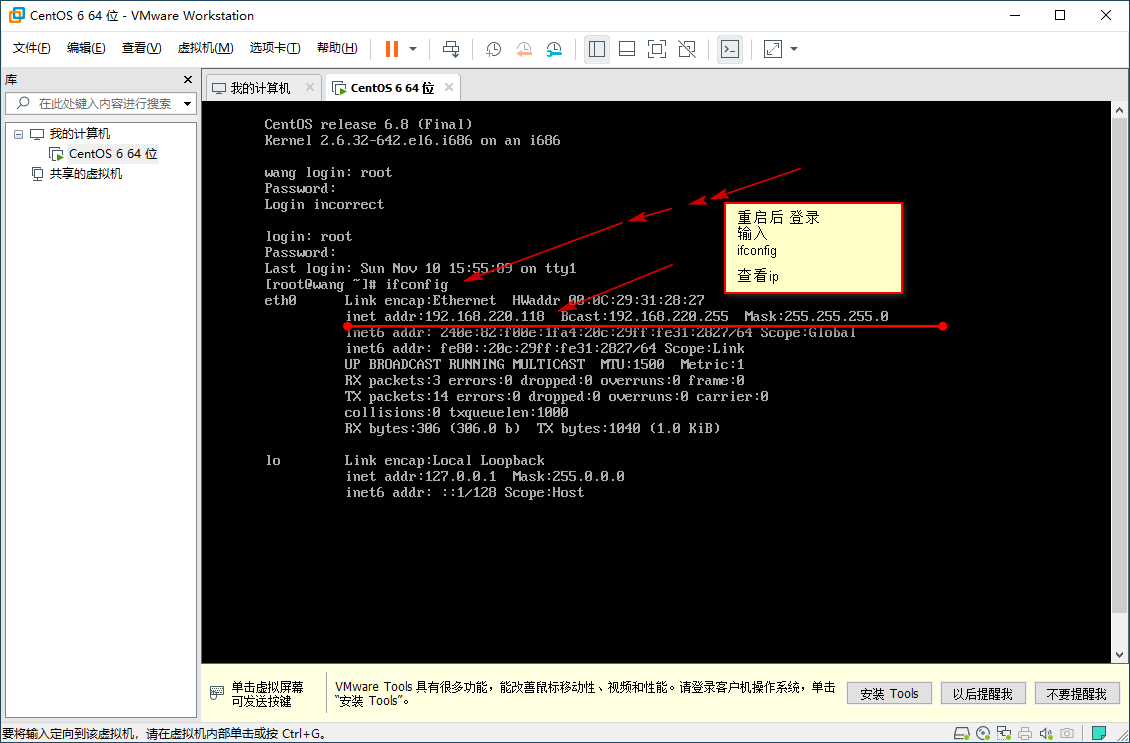 CentOS 6 64 位 - VMware Workstation
文件(F) 编辑(E) 查看(V) 虚拟机(M) 选项卡(T) 帮助(H)
库
在此处键入内容进行搜索
我的计算机
CentOS 6 64 位
共享的虚拟机
我的计算机
CentOS 6 64 位
CentOS release 6.8 (Final)
Kernel 2.6.32-642.el6.i686 on an i686
wang login: root
Password:
Login incorrect
login: root
Password:
Last login: Sun Nov 10 15:55:09 on tty1
[root@wang ~]# ifconfig
eth0 Link encap:Ethernet HWaddr 00:0C:29:31:28:27
inet addr:192.168.220.118 Bcast:192.168.220.255 Mask:255.255.255.0
inet6 addr: 240e:82:f00e:1fa4:20c:29ff:fe31:2827/64 Scope:Global
inet6 addr: fe80::20c:29ff:fe31:2827/64 Scope:Link
UP BROADCAST RUNNING MULTICAST MTU:1500 Metric:1
RX packets:3 errors:0 dropped:0 overruns:0 frame:0
TX packets:14 errors:0 dropped:0 overruns:0 carrier:0
collisions:0 txqueuelen:1000
RX bytes:306 (306.0 b) TX bytes:1040 (1.0 KiB)
lo Link encap:Local Loopback
inet addr:127.0.0.1 Mask:255.0.0.0
inet6 addr: ::1/128 Scope:Host
重启后 登录
输入
ifconfig
查看ip
单击虚拟屏幕
可发送按键
VMware Tools 具有很多功能，能改善鼠标移动性、视频和性能。请登录客户机操作系统，单击
“安装 Tools”。
安装 Tools 以后提醒我 不要提醒我
要将输入定向到该虚拟机，请在虚拟机内部单击或按 Ctrl+G。